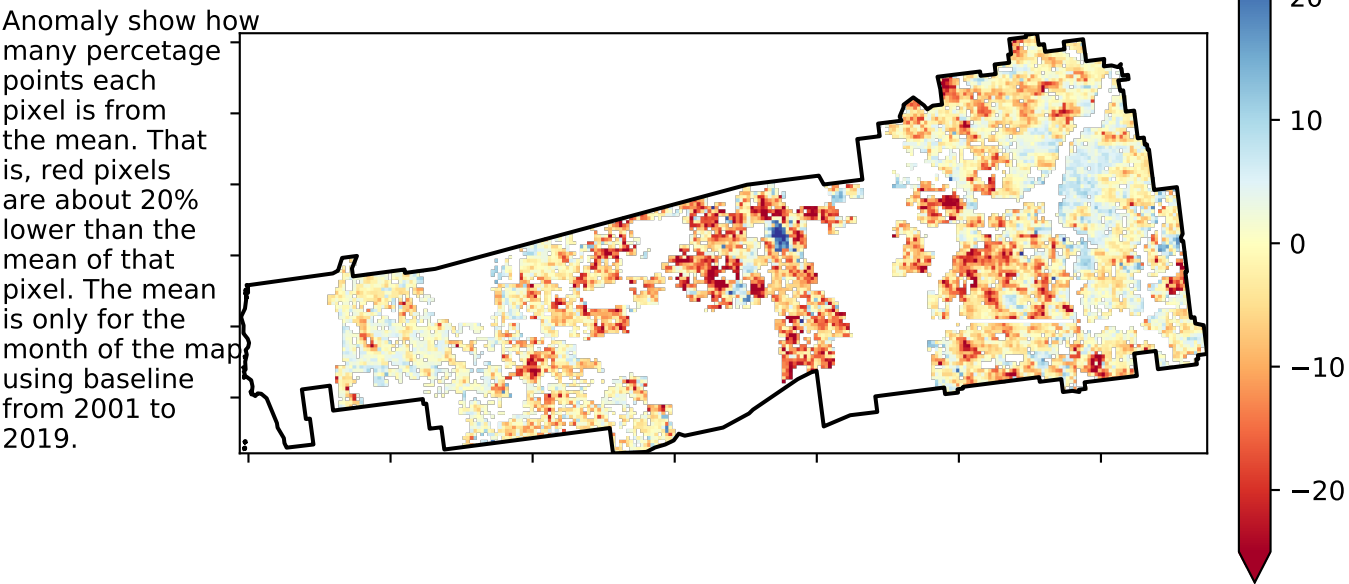 Anomaly show how
many percetage
points each
pixel is from
the mean. That
is, red pixels
are about 20%
lower than the
mean of that
pixel. The mean
is only for the
month of the map
using baseline
from 2001 to
2019.
20
10
0
−10
−20